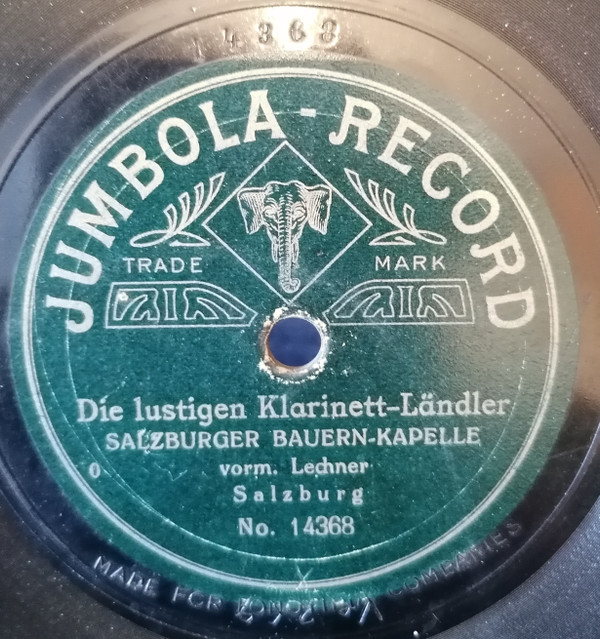 14368
JUMBOLA-RECORD
TRADE MARK
Die lustigen Klarinett-Ländler
SALZBURGER BAUERN-KAPELLE
vorm. Lechner
0
Salzburg
No. 14368
MADE FOR COMPANIES